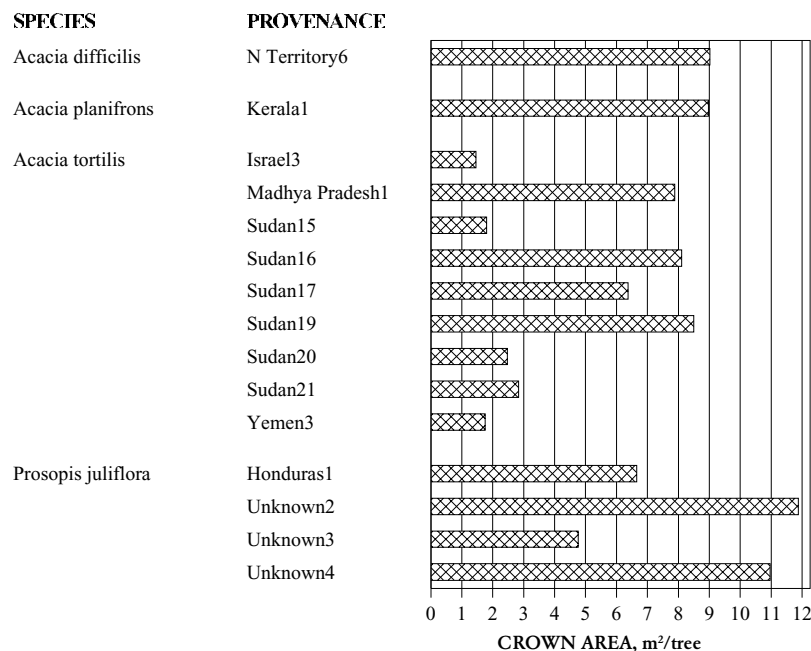 SPECIES PROVENANCE
Acacia difficilis N Territory6
Acacia planifrons Kerala1
Acacia tortilis Israel3
Madhya Pradesh1
Sudan15
Sudan16
Sudan17
Sudan19
Sudan20
Sudan21
Yemen3
Prosopis juliflora Honduras1
Unknown2
Unknown3
Unknown4
0 1 2 3 4 5 6 7 8 9 10 11 12
CROWN AREA, m²/tree